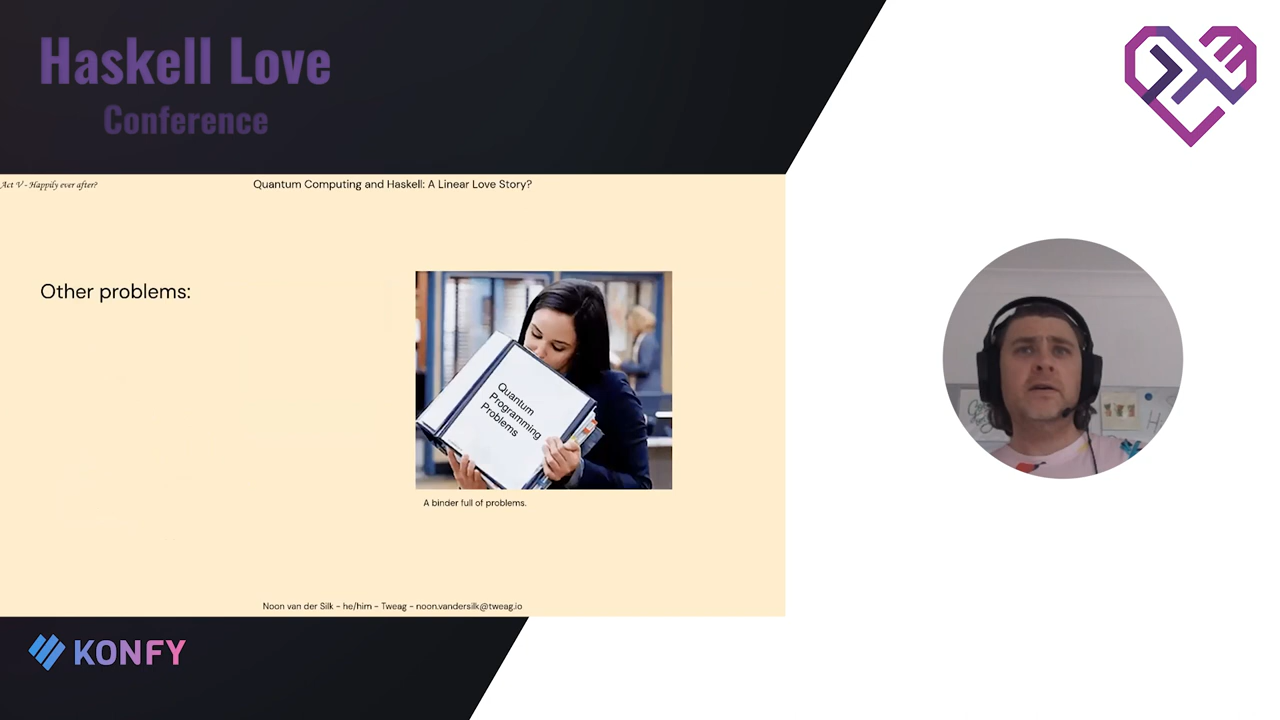 Haskell Love
Conference
Act V - Happily ever after?
Quantum Computing and Haskell: A Linear Love Story?
Other problems:
Quantum
Programming
Problems
A binder full of problems.
Noon van der Silk - he/him - Tweag - noon.vandersilk@tweag.io
KONFY